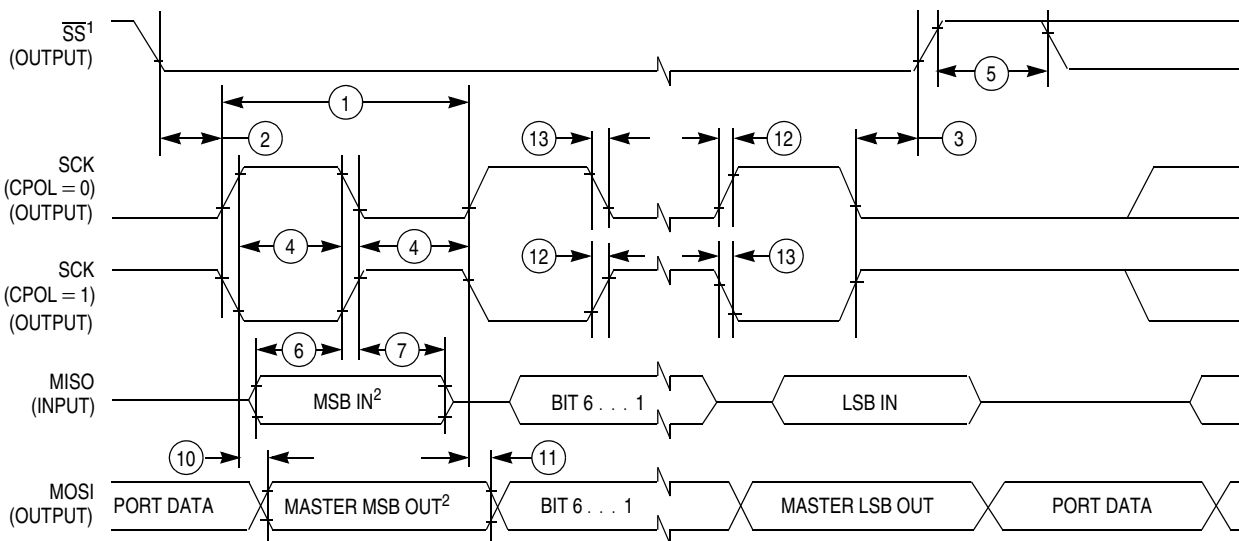 SS¹
(OUTPUT)
5
1
2
13
12
3
SCK
(CPOL = 0)
(OUTPUT)
4
4
12
13
SCK
(CPOL = 1)
(OUTPUT)
6
7
MISO
(INPUT)
MSB IN²
BIT 6 . . . 1
LSB IN
10
11
MOSI
(OUTPUT)
PORT DATA
MASTER MSB OUT²
BIT 6 . . . 1
MASTER LSB OUT
PORT DATA